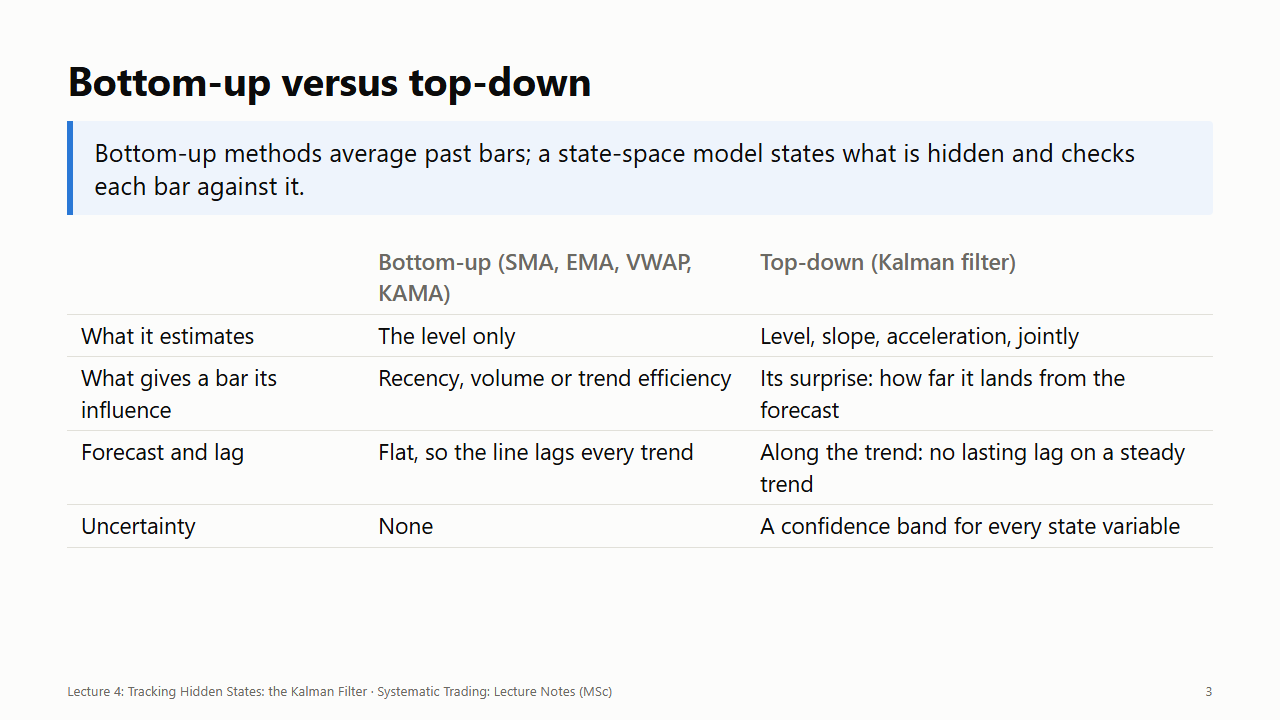 Bottom-up versus top-down
Bottom-up methods average past bars; a state-space model states what is hidden and checks
each bar against it.
Bottom-up (SMA, EMA, VWAP,
KAMA)
Top-down (Kalman filter)
What it estimates
The level only
Level, slope, acceleration, jointly
What gives a bar its
influence
Recency, volume or trend efficiency
Its surprise: how far it lands from the
forecast
Forecast and lag
Flat, so the line lags every trend
Along the trend: no lasting lag on a steady
trend
Uncertainty
None
A confidence band for every state variable
Lecture 4: Tracking Hidden States: the Kalman Filter · Systematic Trading: Lecture Notes (MSc)
3